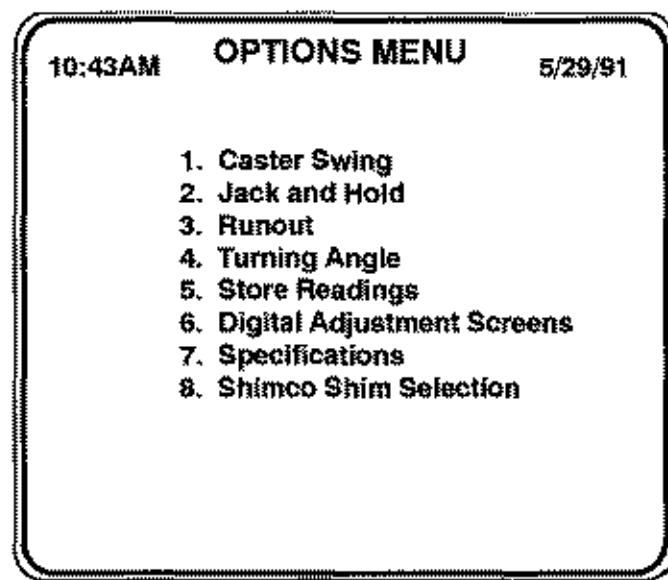 OPTIONS MENU
10:43AM 5/29/91
1. Caster Swing
2. Jack and Hold
3. Runout
4. Turning Angle
5. Store Readings
6. Digital Adjustment Screens
7. Specifications
8. Shimco Shim Selection